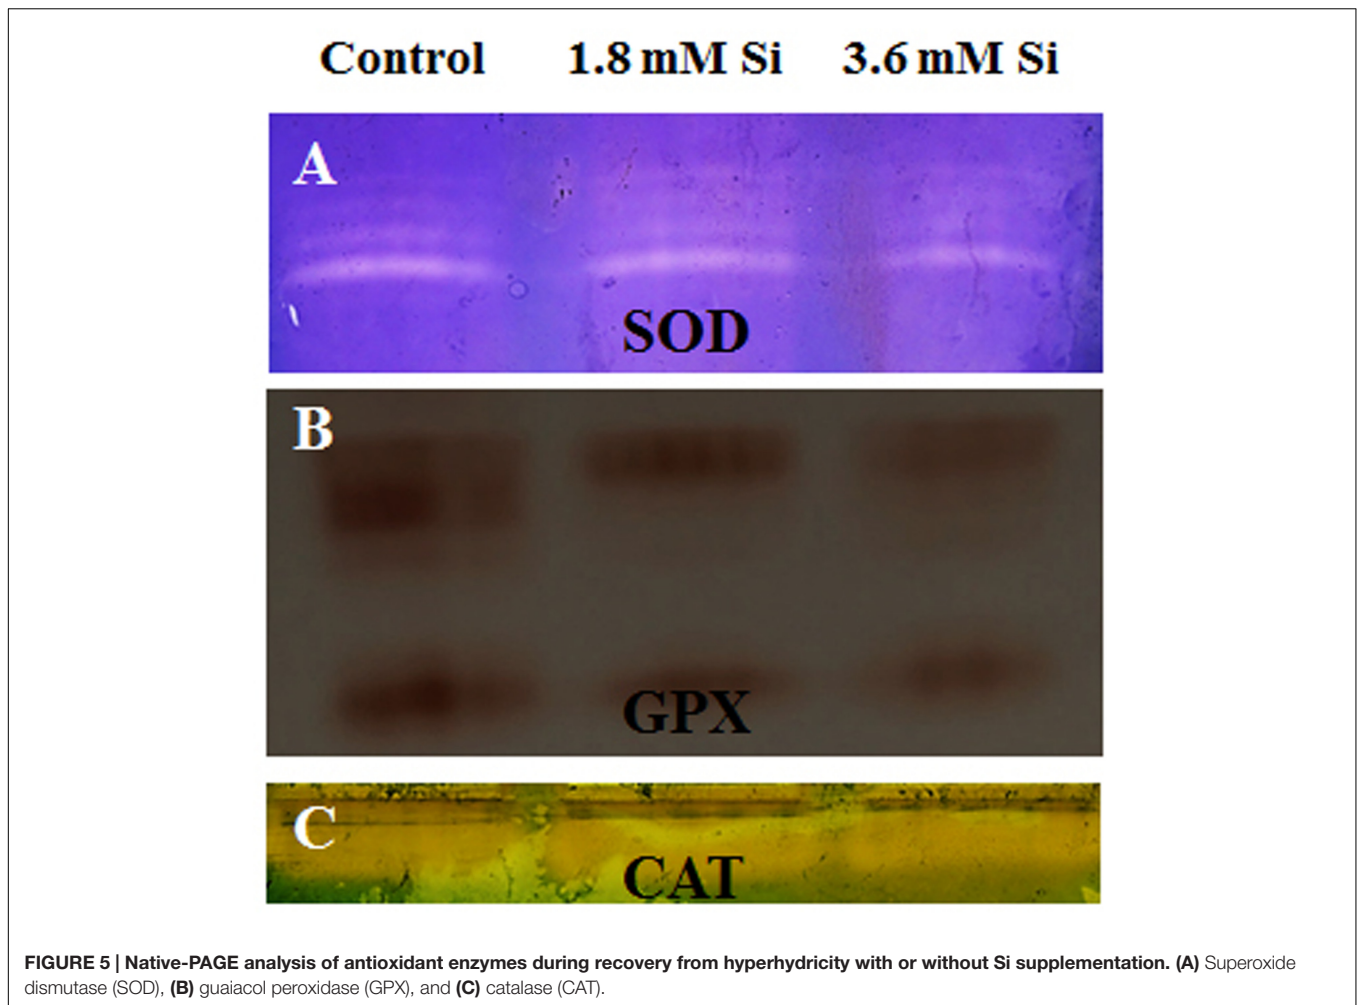 Control 1.8 mM Si 3.6 mM Si
A
SOD
B
GPX
C
CAT
FIGURE 5 | Native-PAGE analysis of antioxidant enzymes during recovery from hyperhydricity with or without Si supplementation. (A) Superoxide
dismutase (SOD), (B) guaiacol peroxidase (GPX), and (C) catalase (CAT).